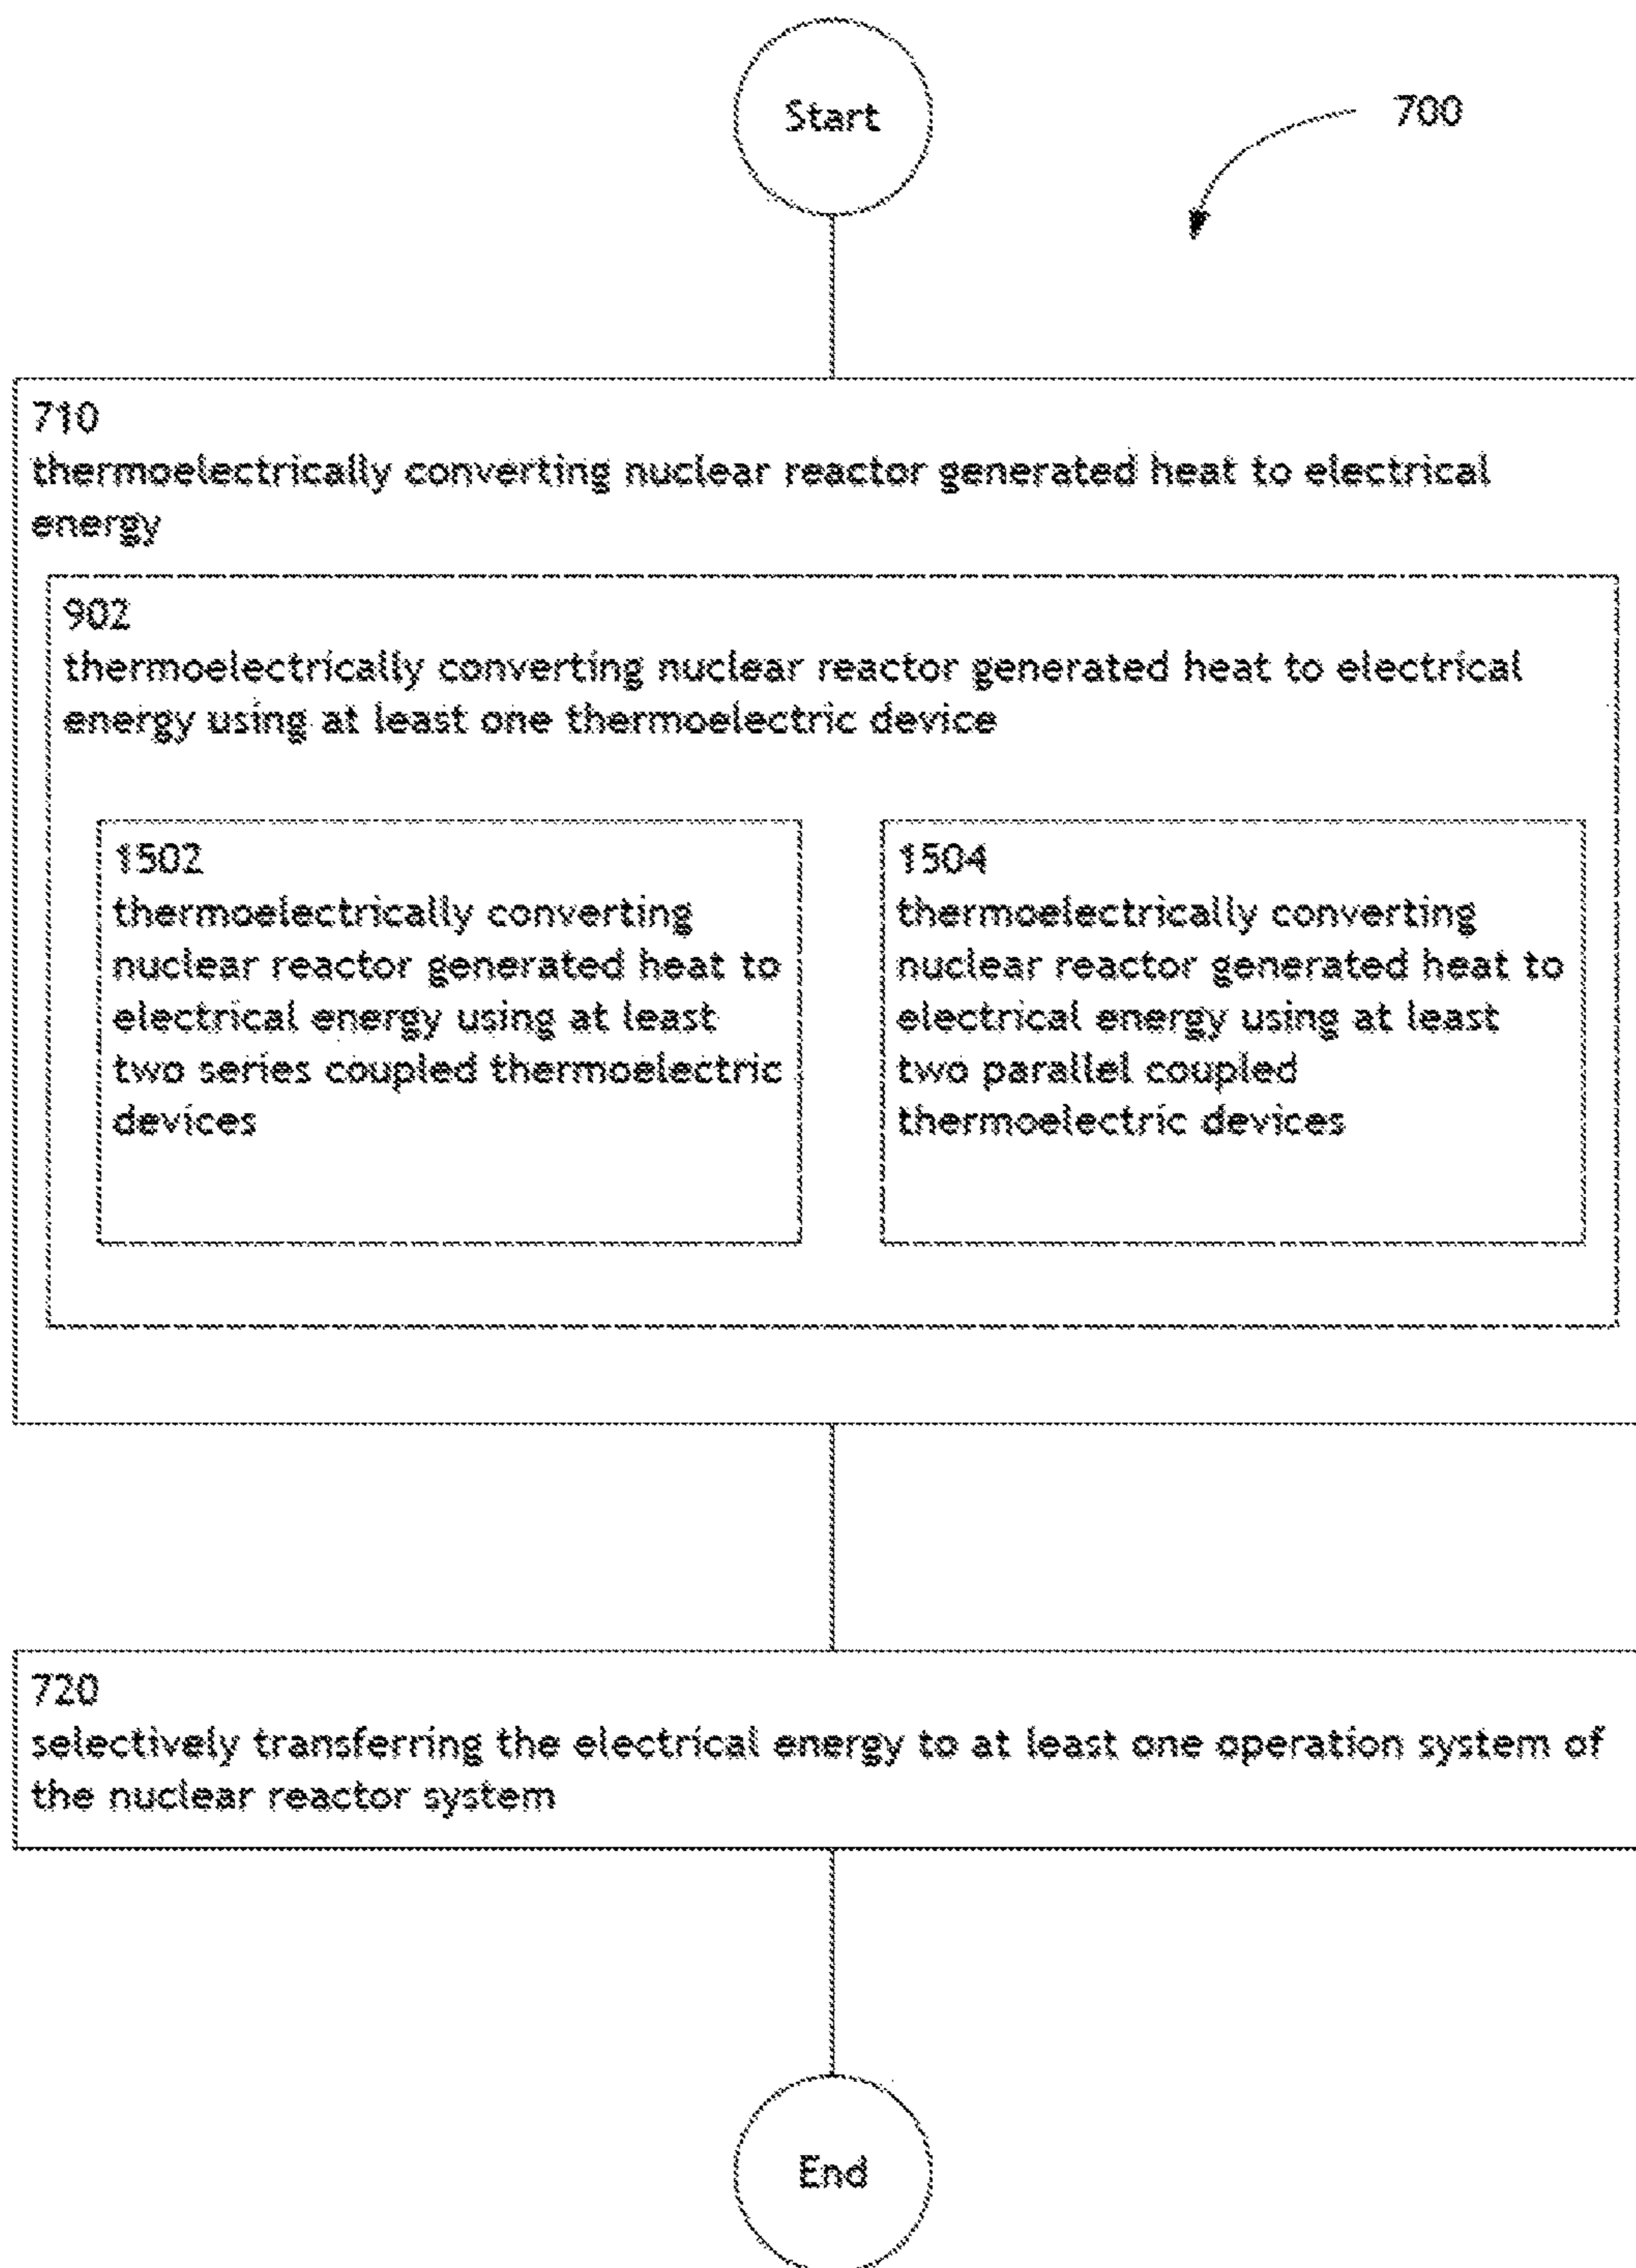 Start
700
710
thermoelectrically converting nuclear reactor generated heat to electrical
energy
902
thermoelectrically converting nuclear reactor generated heat to electrical
energy using at least one thermoelectric device
1502
thermoelectrically converting
nuclear reactor generated heat to
electrical energy using at least
two series coupled thermoelectric
devices
1504
thermoelectrically converting
nuclear reactor generated heat to
electrical energy using at least
two parallel coupled
thermoelectric devices
720
selectively transferring the electrical energy to at least one operation system of
the nuclear reactor system
End